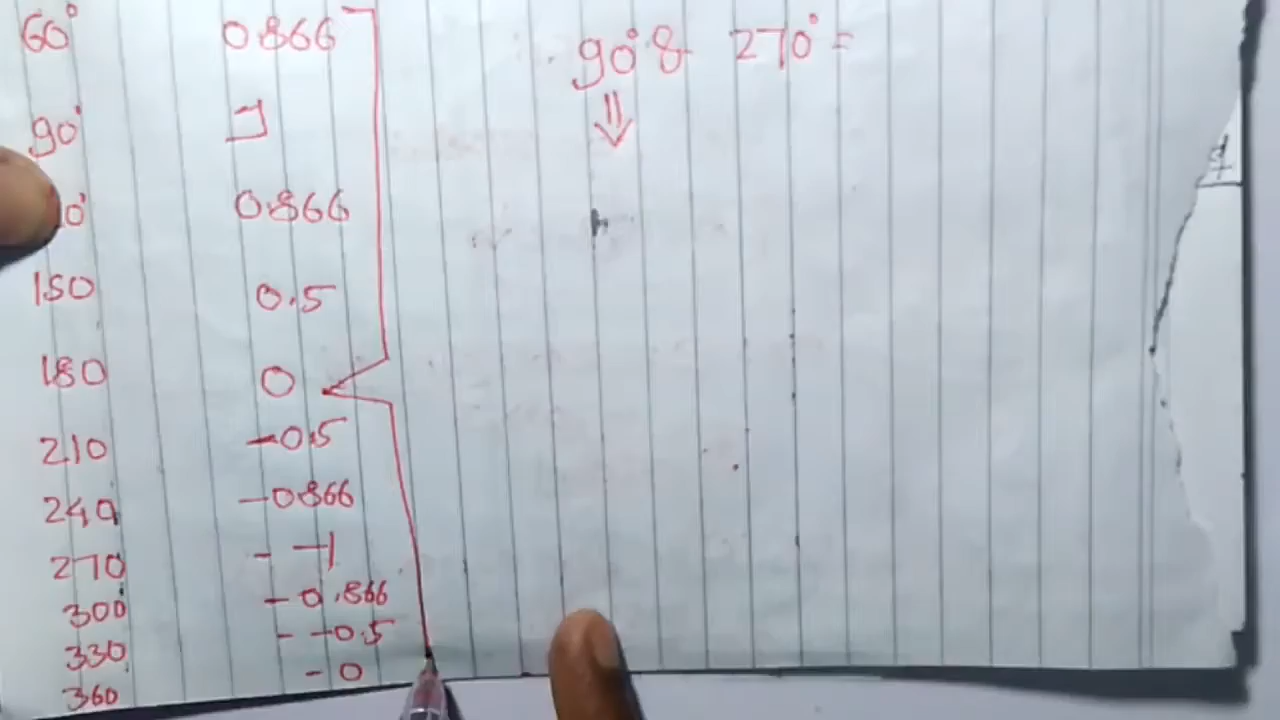 60° 0.866
90° & 270° =
90° 1
0° 0.866
150 0.5
180 0
210 -0.5
240 -0.866
270 - -1
300 - 0.866
330 - -0.5
360 - 0